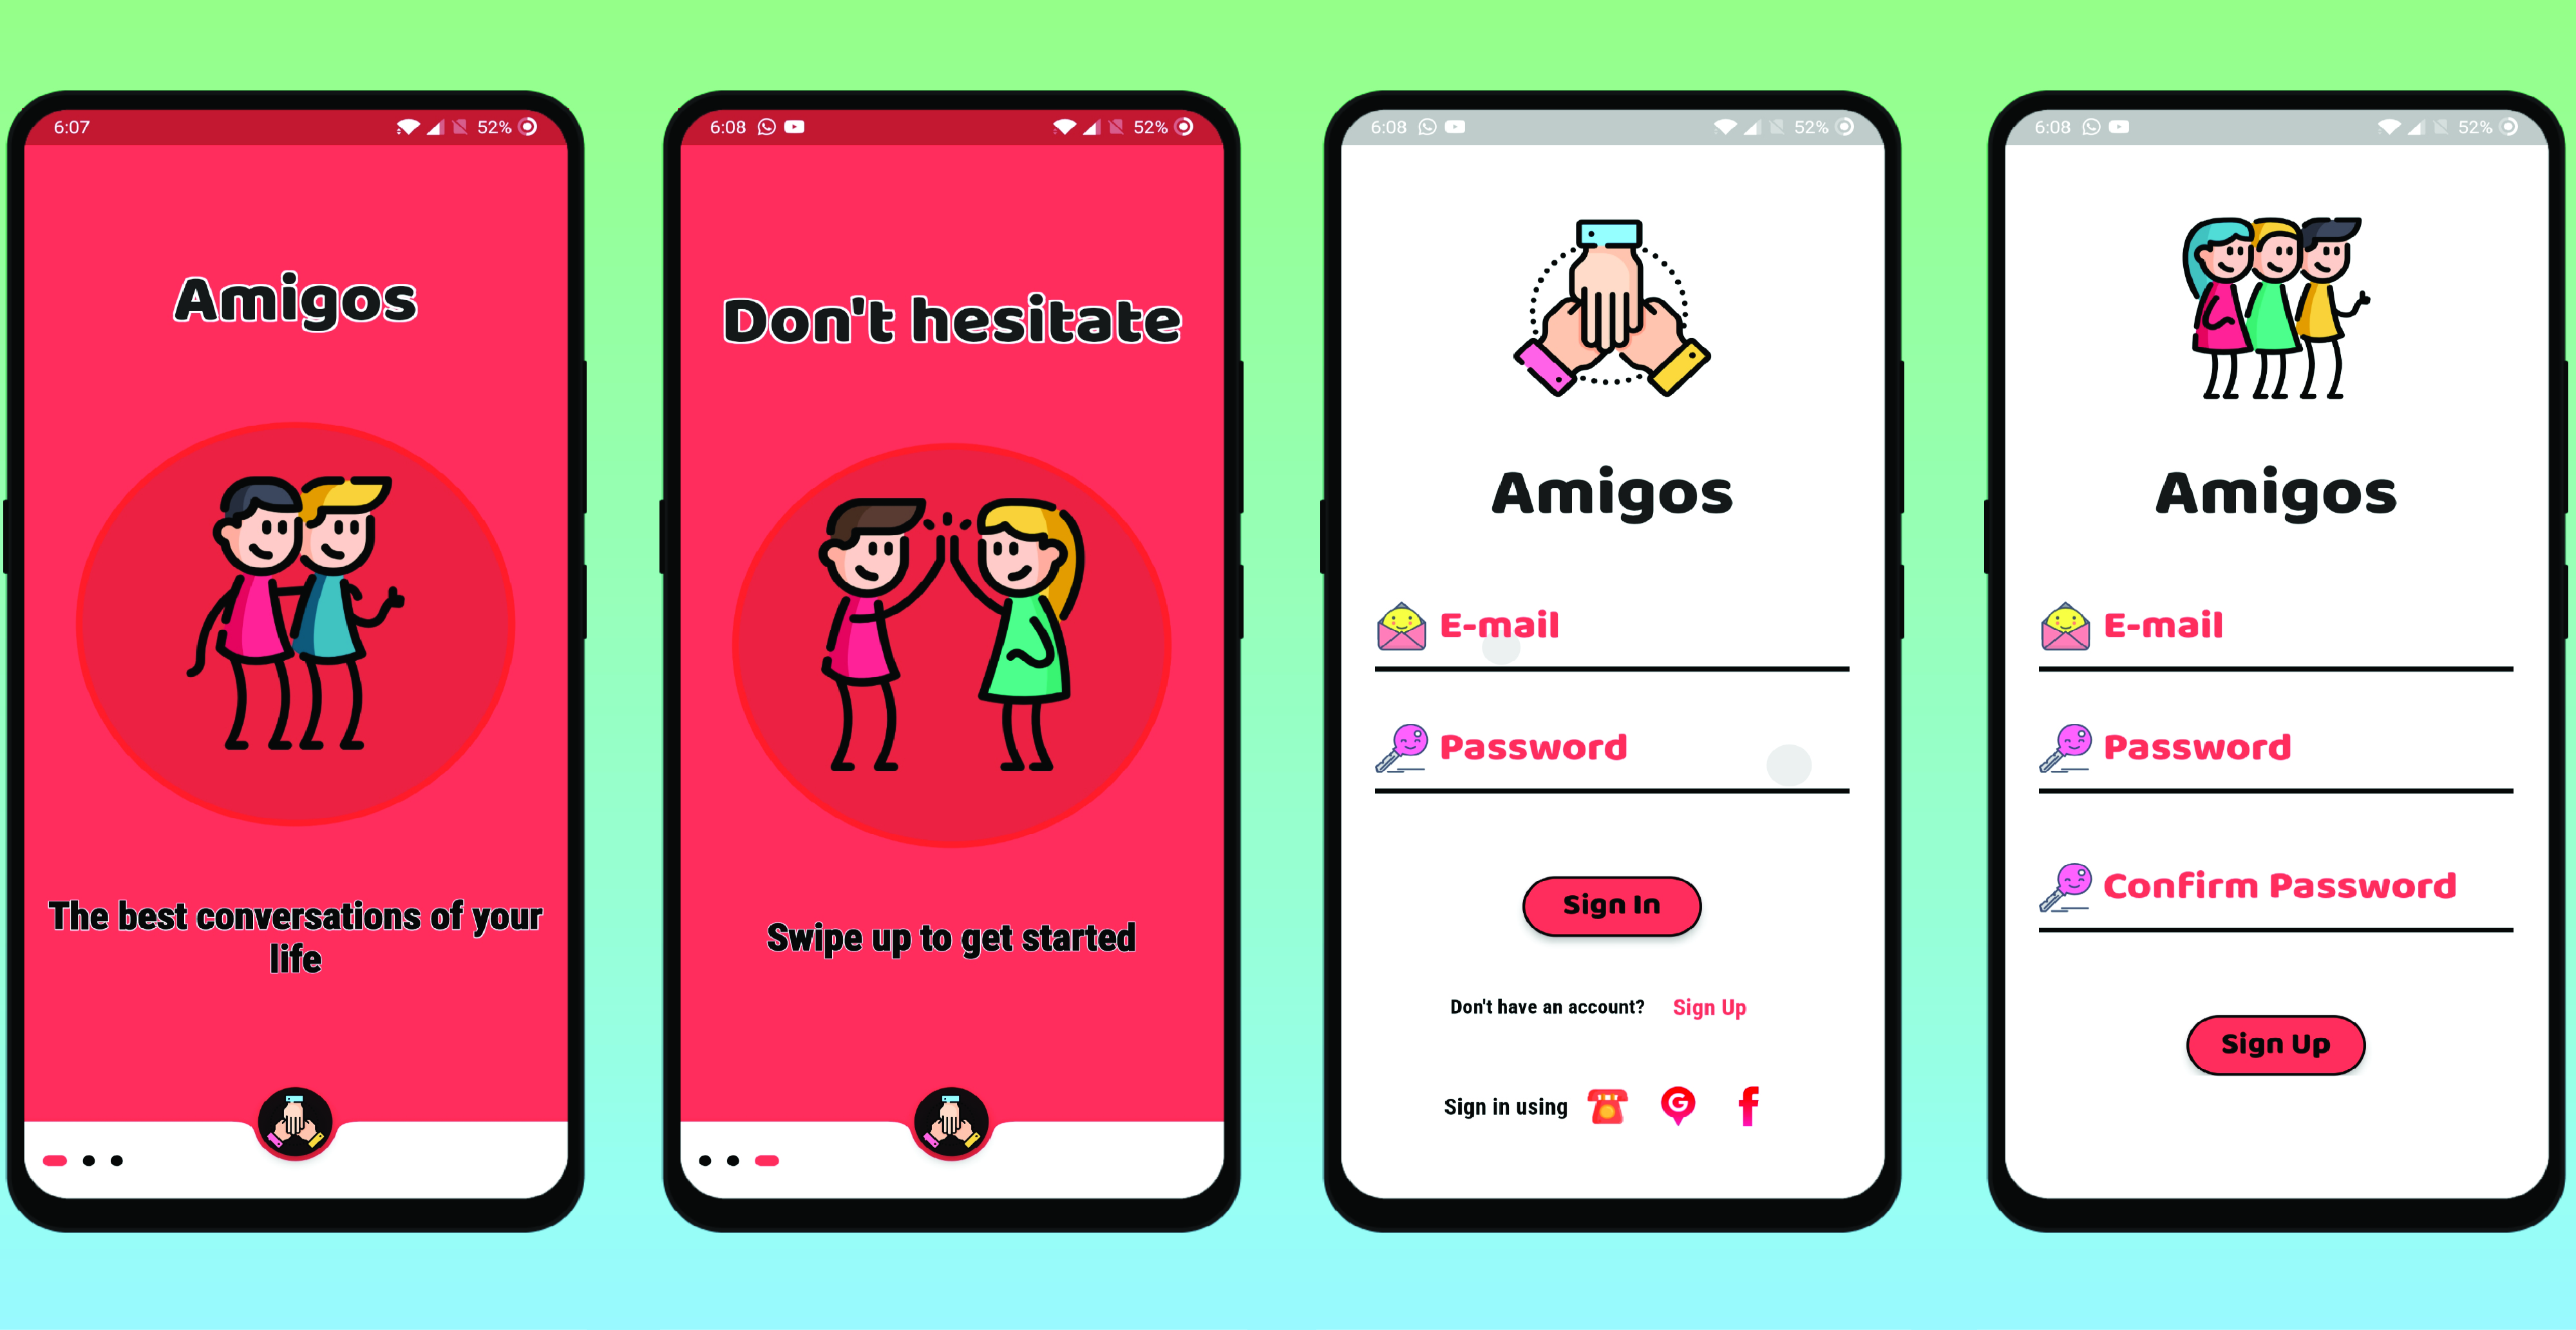 6:07
52%
Amigos
The best conversations of your
life
6:08
52%
Don't hesitate
Swipe up to get started
6:08
52%
Amigos
E-mail
Password
Sign In
Don't have an account? Sign Up
Sign in using
G
f
6:08
52%
Amigos
E-mail
Password
Confirm Password
Sign Up